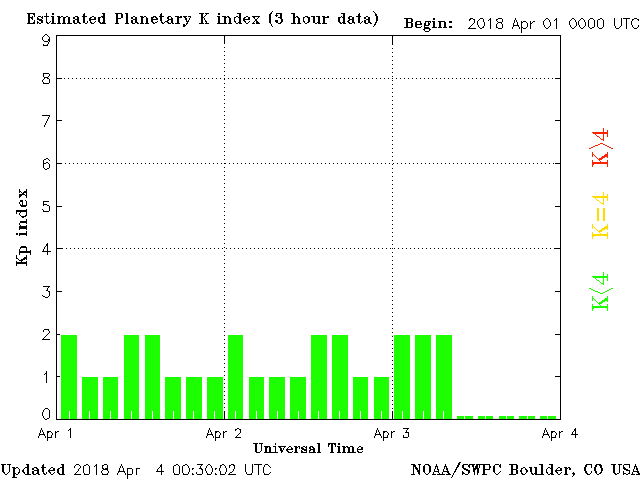 Estimated Planetary K index (3 hour data) Begin: 2018 Apr 01 0000 UTC
9
8
7
6
5
4
3
2
1
0
Kp index
K>4
K=4
K<4
Apr 1 Apr 2 Apr 3 Apr 4
Universal Time
Updated 2018 Apr 4 00:30:02 UTC NOAA/SWPC Boulder, CO USA